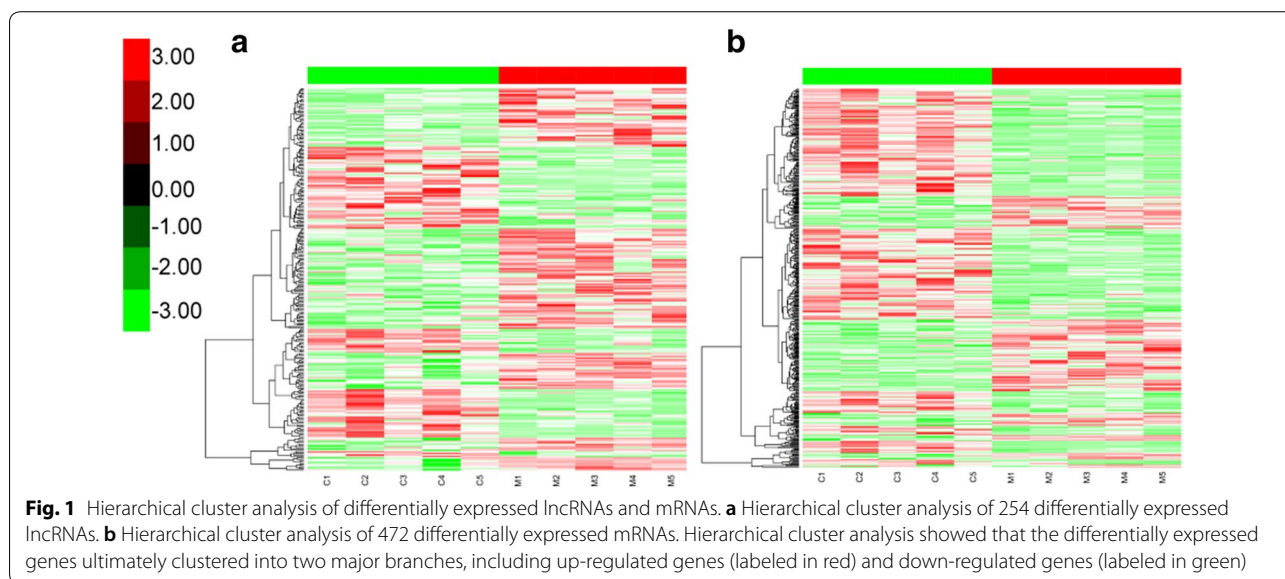 a
b
3.00
2.00
1.00
0.00
-1.00
-2.00
-3.00
C1 C2 C3 C4 C5 M1 M2 M3 M4 M5
C1 C2 C3 C4 C5 M1 M2 M3 M4 M5
Fig. 1 Hierarchical cluster analysis of differentially expressed lncRNAs and mRNAs. a Hierarchical cluster analysis of 254 differentially expressed
lncRNAs. b Hierarchical cluster analysis of 472 differentially expressed mRNAs. Hierarchical cluster analysis showed that the differentially expressed
genes ultimately clustered into two major branches, including up-regulated genes (labeled in red) and down-regulated genes (labeled in green)